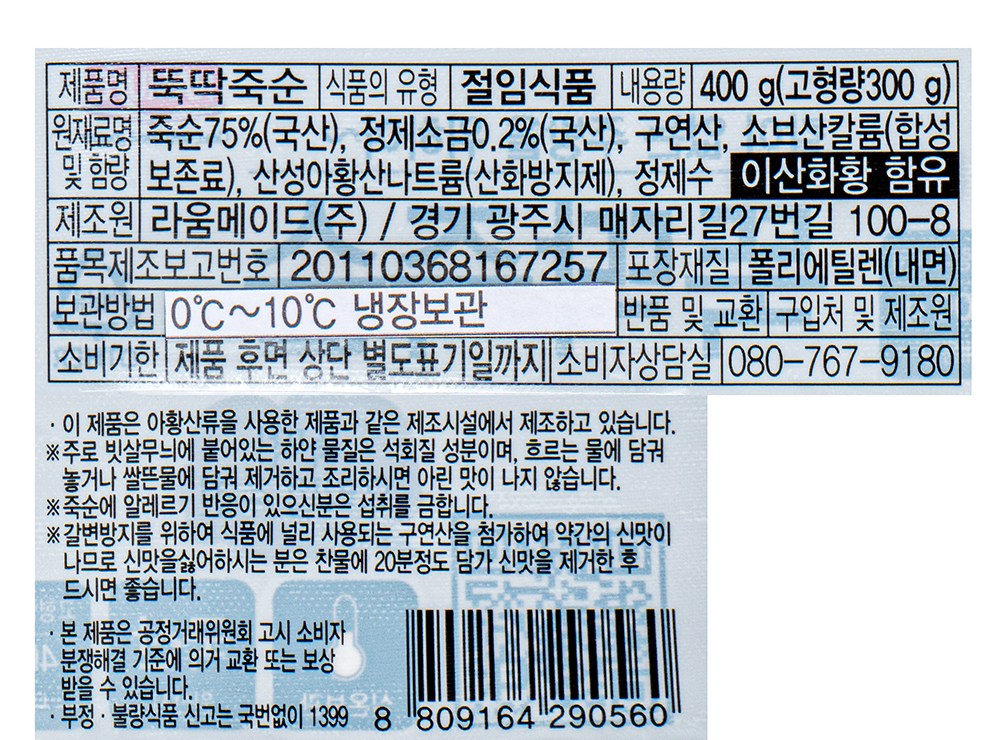 제품명 뚝딱죽순 식품의 유형 절임식품 내용량 400 g(고형량300 g)
원재료명 죽순75%(국산), 정제소금0.2%(국산), 구연산, 소브산칼륨(합성
및 함량 보존료), 산성아황산나트륨(산화방지제), 정제수 이산화황 함유
제조원 라움메이드(주) / 경기 광주시 매자리길27번길 100-8
품목제조보고번호 20110368167257 포장재질 폴리에틸렌(내면)
보관방법 0℃~10℃ 냉장보관 반품 및 교환 구입처 및 제조원
소비기한 제품 후면 상단 별도표기일까지 소비자상담실 080-767-9180
· 이 제품은 아황산류을 사용한 제품과 같은 제조시설에서 제조하고 있습니다.
※주로 빗살무늬에 붙어있는 하얀 물질은 석회질 성분이며, 흐르는 물에 담궈
놓거나 쌀뜬물에 담궈 제거하고 조리하시면 아린 맛이 나지 않습니다.
※죽순에 알레르기 반응이 있으신분은 섭취를 금합니다.
※갈변방지를 위하여 식품에 널리 사용되는 구연산을 첨가하여 약간의 신맛이
나므로 신맛을싫어하시는 분은 찬물에 20분정도 담가 신맛을 제거한 후
드시면 좋습니다.
· 본 제품은 공정거래위원회 고시 소비자
분쟁해결 기준에 의거 교환 또는 보상
받을 수 있습니다.
· 부정 · 불량식품 신고는 국번없이 1399
8 809164 290560